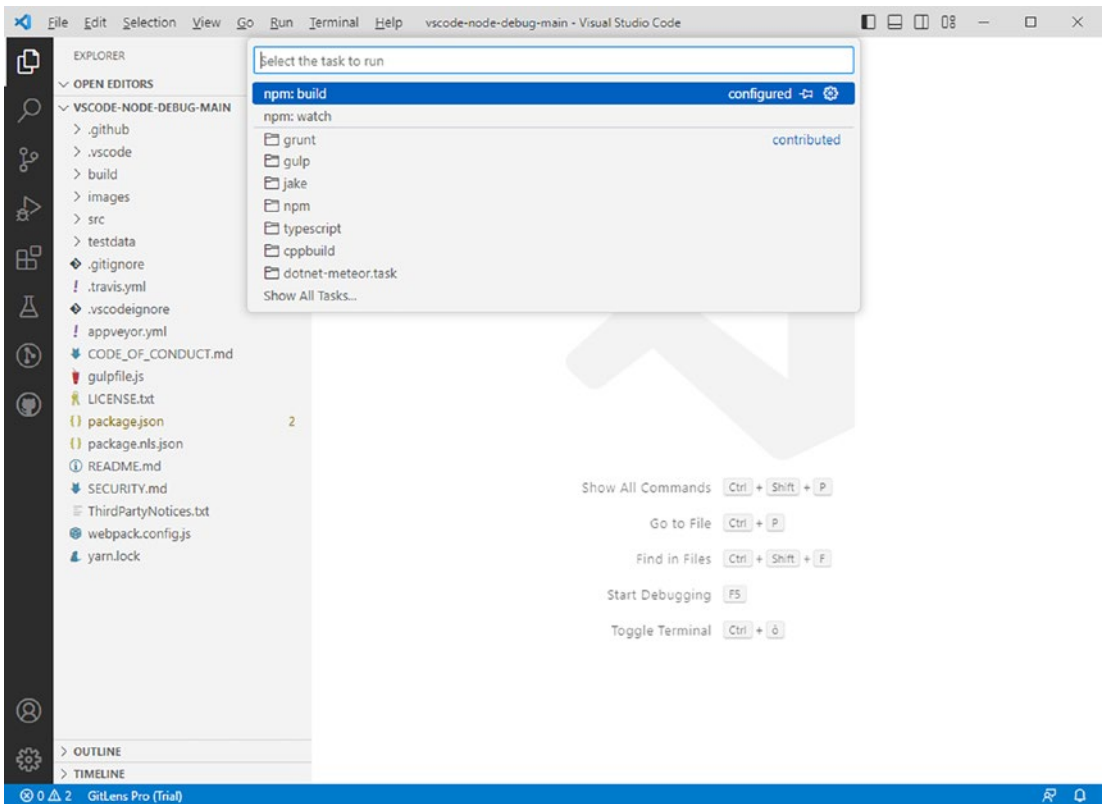 File Edit Selection View Go Run Terminal Help vscode-node-debug-main - Visual Studio Code
EXPLORER
OPEN EDITORS
VSCODE-NODE-DEBUG-MAIN
.github
.vscode
build
images
src
testdata
.gitignore
.travis.yml
.vscodeignore
appveyor.yml
CODE_OF_CONDUCT.md
gulpfile.js
LICENSE.txt
package.json 2
package.nls.json
README.md
SECURITY.md
ThirdPartyNotices.txt
webpack.config.js
yarn.lock
OUTLINE
TIMELINE
Select the task to run
npm: build configured
npm: watch
grunt contributed
gulp
jake
npm
typescript
cppbuild
dotnet-meteor.task
Show All Tasks...
Show All Commands Ctrl + Shift + P
Go to File Ctrl + P
Find in Files Ctrl + Shift + F
Start Debugging F5
Toggle Terminal Ctrl + ò
0 2 GitLens Pro (Trial)